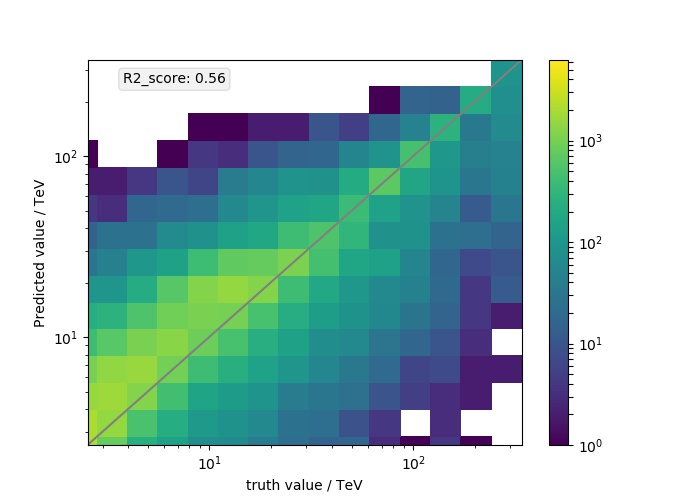 R2_score: 0.56
10²
10¹
Predicted value / TeV
10¹
10²
truth value / TeV
10³
10²
10¹
10⁰